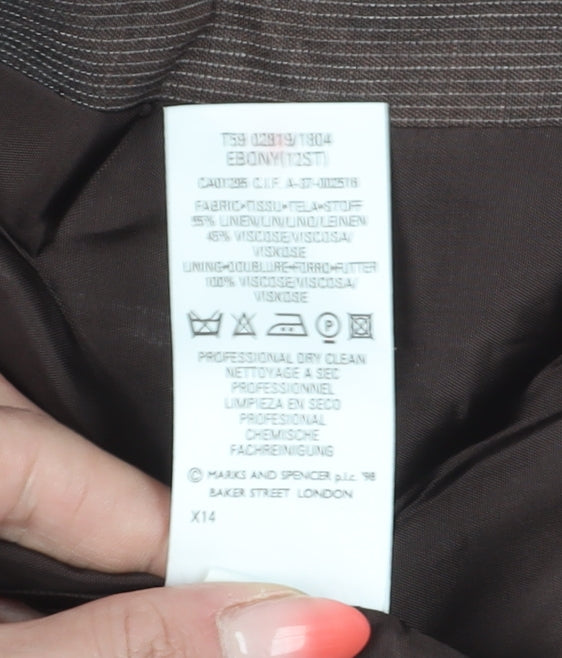 T59 02819/1804
EBONY(12ST)
CA01295 C.I.F. A-07-002516
FABRIC•TISSU•TELA•STOFF
55% LINEN/LIN/LINO/LEINEN
45% VISCOSE/VISCOSA/
VISKOSE
LINING•DOUBLURE•FORRO•FUTTER
100% VISCOSE/VISCOSA/
VISKOSE
P
PROFESSIONAL DRY CLEAN
NETTOYAGE A SEC
PROFESSIONNEL
LIMPIEZA EN SECO
PROFESIONAL
CHEMISCHE
FACHREINIGUNG
© MARKS AND SPENCER p.l.c. '98
BAKER STREET LONDON
X14